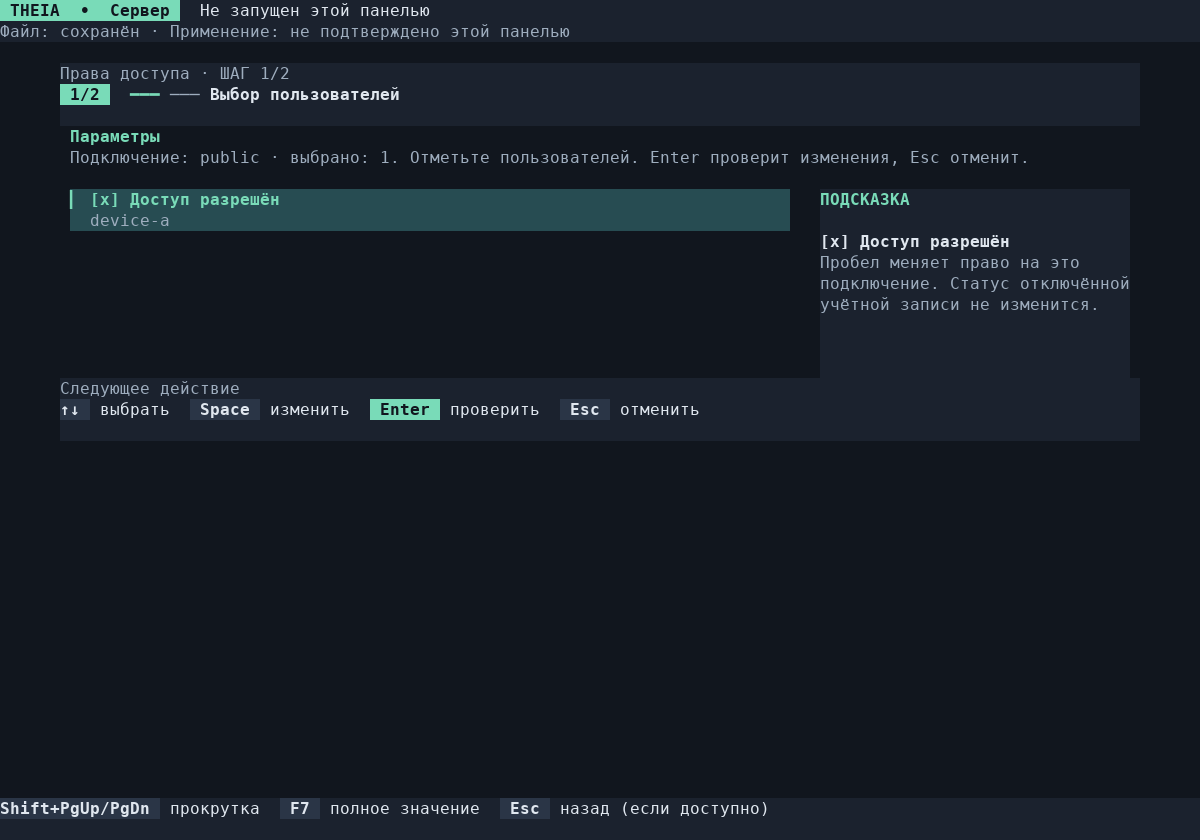 THEIA • Сервер Не запущен этой панелью
Файл: сохранён · Применение: не подтверждено этой панелью
Права доступа · ШАГ 1/2
1/2 ━━━ ─── Выбор пользователей
Параметры
Подключение: public · выбрано: 1. Отметьте пользователей. Enter проверит изменения, Esc отменит.
[x] Доступ разрешён
device-a
ПОДСКАЗКА
[x] Доступ разрешён
Пробел меняет право на это
подключение. Статус отключённой
учётной записи не изменится.
Следующее действие
↑↓ выбрать Space изменить Enter проверить Esc отменить
Shift+PgUp/PgDn прокрутка F7 полное значение Esc назад (если доступно)